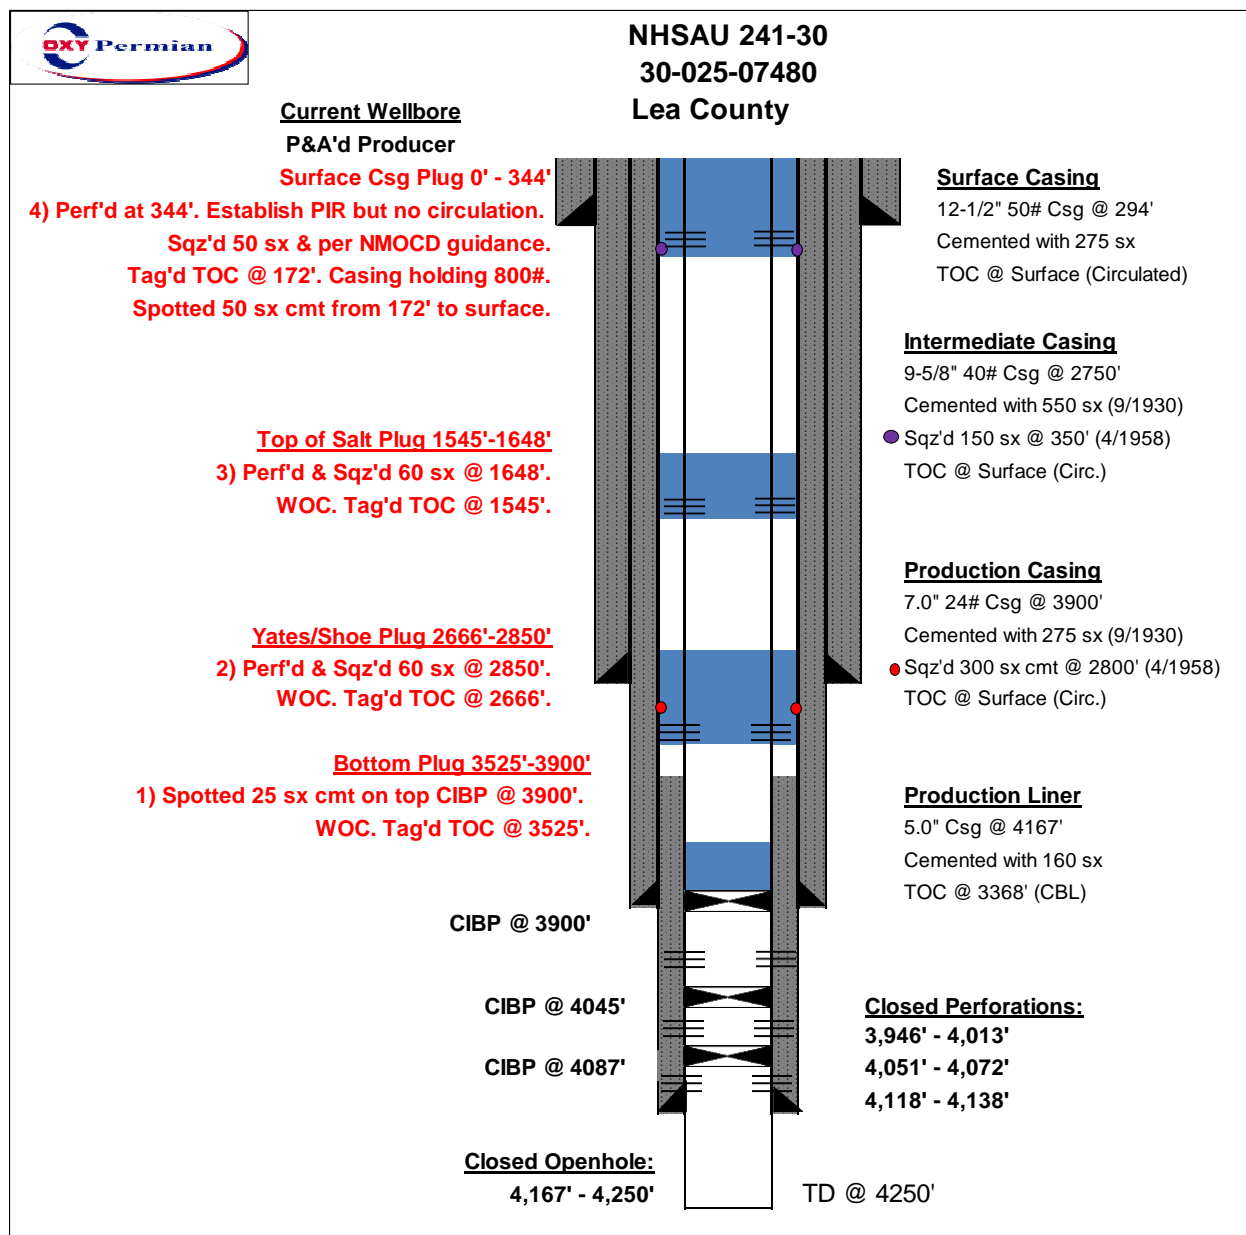 OXY Permian
NHSAU 241-30
30-025-07480
Lea County
Current Wellbore
P&A'd Producer
Surface Csg Plug 0' - 344'
4) Perf'd at 344'. Establish PIR but no circulation.
Sqz'd 50 sx & per NMOCD guidance.
Tag'd TOC @ 172'. Casing holding 800#.
Spotted 50 sx cmt from 172' to surface.
Surface Casing
12-1/2" 50# Csg @ 294'
Cemented with 275 sx
TOC @ Surface (Circulated)
Intermediate Casing
9-5/8" 40# Csg @ 2750'
Cemented with 550 sx (9/1930)
Sqz'd 150 sx @ 350' (4/1958)
TOC @ Surface (Circ.)
Top of Salt Plug 1545'-1648'
3) Perf'd & Sqz'd 60 sx @ 1648'.
WOC. Tag'd TOC @ 1545'.
Production Casing
7.0" 24# Csg @ 3900'
Cemented with 275 sx (9/1930)
Sqz'd 300 sx cmt @ 2800' (4/1958)
TOC @ Surface (Circ.)
Yates/Shoe Plug 2666'-2850'
2) Perf'd & Sqz'd 60 sx @ 2850'.
WOC. Tag'd TOC @ 2666'.
Bottom Plug 3525'-3900'
1) Spotted 25 sx cmt on top CIBP @ 3900'.
WOC. Tag'd TOC @ 3525'.
Production Liner
5.0" Csg @ 4167'
Cemented with 160 sx
TOC @ 3368' (CBL)
CIBP @ 3900'
CIBP @ 4045'
CIBP @ 4087'
Closed Perforations:
3,946' - 4,013'
4,051' - 4,072'
4,118' - 4,138'
Closed Openhole:
4,167' - 4,250'
TD @ 4250'